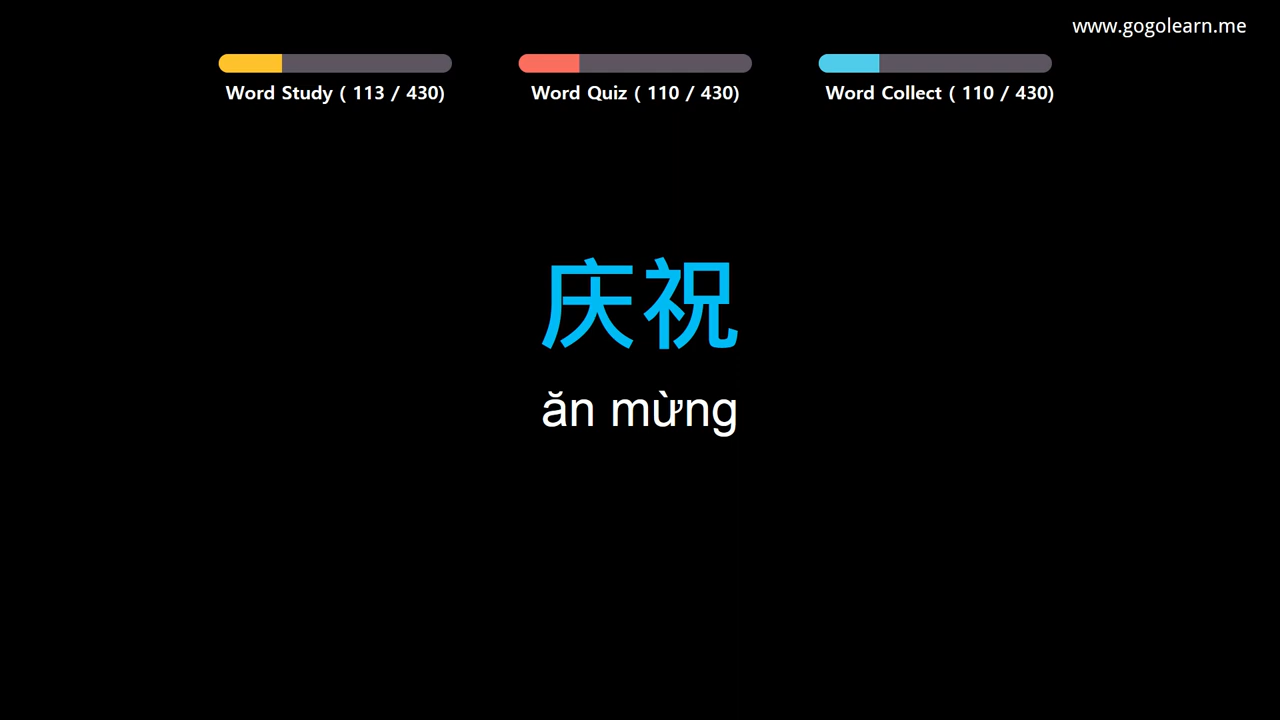 www.gogolearn.me
Word Study ( 113 / 430)
Word Quiz ( 110 / 430)
Word Collect ( 110 / 430)
庆祝
ăn mừng